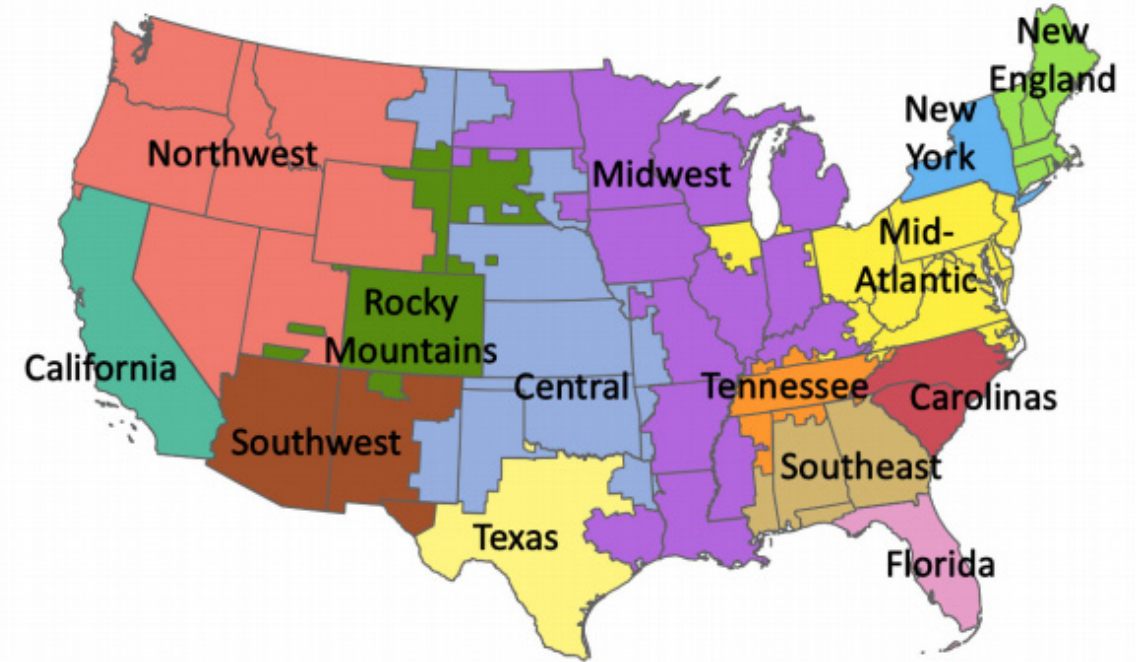 New
England
New
York
Northwest
Midwest
Mid-
Atlantic
Rocky
Mountains
California
Central
Tennessee
Carolinas
Southwest
Southeast
Texas
Florida